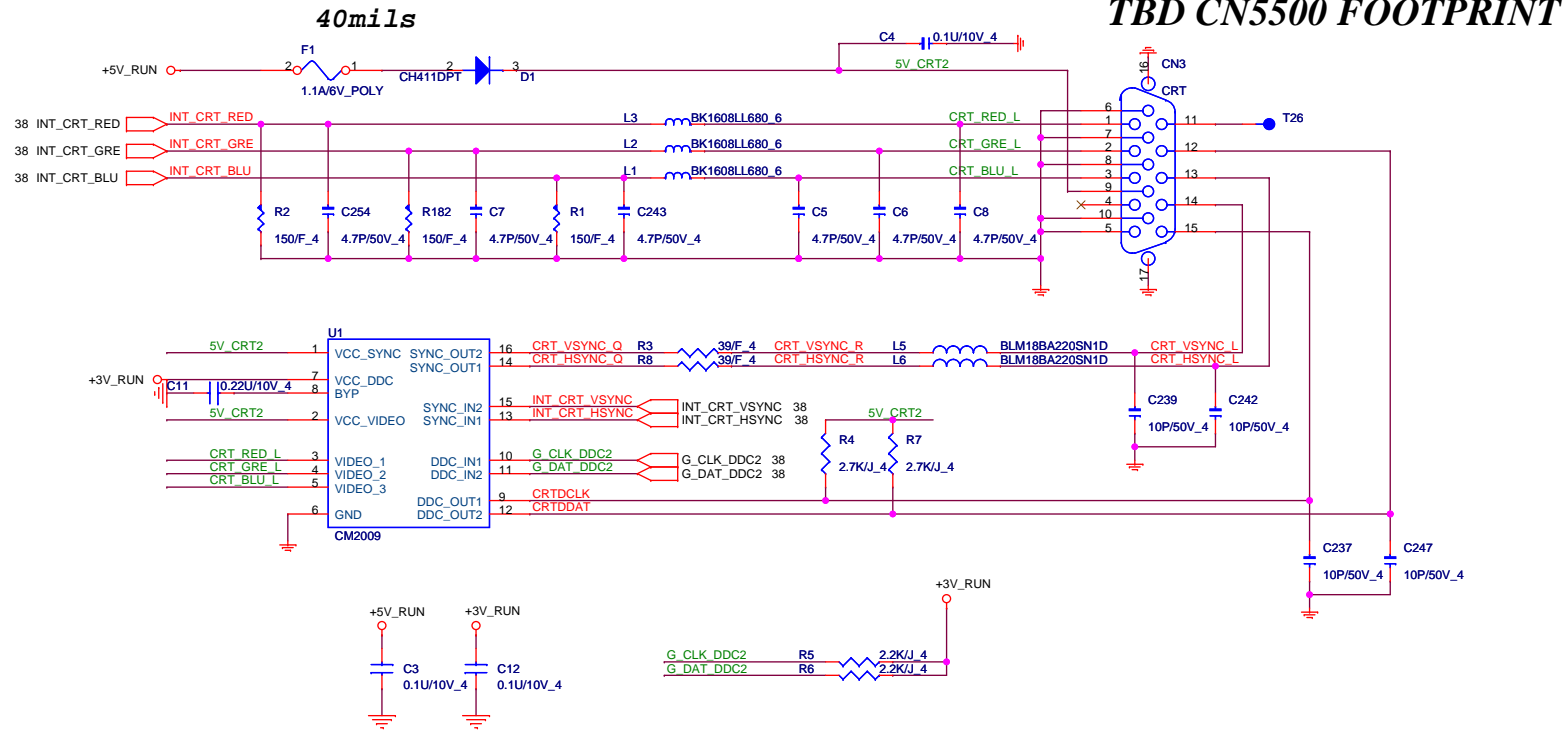 40mils
TBD CN5500 FOOTPRINT
F1
2 1
1.1A/6V_POLY
+5V_RUN
CH411DPT
2 3
D1
C4 0.1U/10V_4
5V_CRT2
16
CN3
CRT
38 INT_CRT_RED INT_CRT_RED L3 BK1608LL680_6 CRT_RED_L
38 INT_CRT_GRE INT_CRT_GRE L2 BK1608LL680_6 CRT_GRE_L
38 INT_CRT_BLU INT_CRT_BLU L1 BK1608LL680_6 CRT_BLU_L
6
1
7
2
8
3
9
4
10
5
11
12
13
14
15
T26
17
R2 C254 R182 C7 R1 C243 C5 C6 C8
150/F_4 4.7P/50V_4 150/F_4 4.7P/50V_4 150/F_4 4.7P/50V_4 4.7P/50V_4 4.7P/50V_4 4.7P/50V_4
U1
5V_CRT2 1 VCC_SYNC SYNC_OUT2 16 CRT_VSYNC_Q R3 39/F_4 CRT_VSYNC_R L5 BLM18BA220SN1D CRT_VSYNC_L
SYNC_OUT1 14 CRT_HSYNC_Q R8 39/F_4 CRT_HSYNC_R L6 BLM18BA220SN1D CRT_HSYNC_L
+3V_RUN 7 VCC_DDC
C11 0.22U/10V_4 8 BYP
SYNC_IN2 15 INT_CRT_VSYNC INT_CRT_VSYNC 38
5V_CRT2 2 VCC_VIDEO SYNC_IN1 13 INT_CRT_HSYNC INT_CRT_HSYNC 38
C239 C242
10P/50V_4 10P/50V_4
5V_CRT2
R4 R7
2.7K/J_4 2.7K/J_4
CRT_RED_L 3 VIDEO_1 DDC_IN1 10 G_CLK_DDC2 G_CLK_DDC2 38
CRT_GRE_L 4 VIDEO_2 DDC_IN2 11 G_DAT_DDC2 G_DAT_DDC2 38
CRT_BLU_L 5 VIDEO_3
DDC_OUT1 9 CRTDCLK
6 GND DDC_OUT2 12 CRTDDAT
CM2009
C237 C247
10P/50V_4 10P/50V_4
+3V_RUN
+5V_RUN +3V_RUN
C3 C12
0.1U/10V_4 0.1U/10V_4
G_CLK_DDC2 R5 2.2K/J_4
G_DAT_DDC2 R6 2.2K/J_4